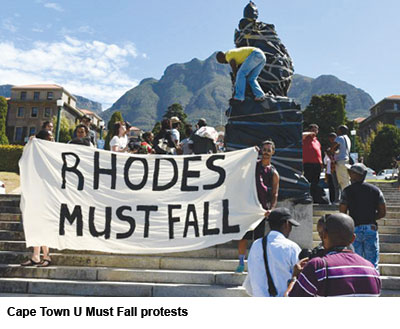 RHODES
MUST FALL
Cape Town U Must Fall protests